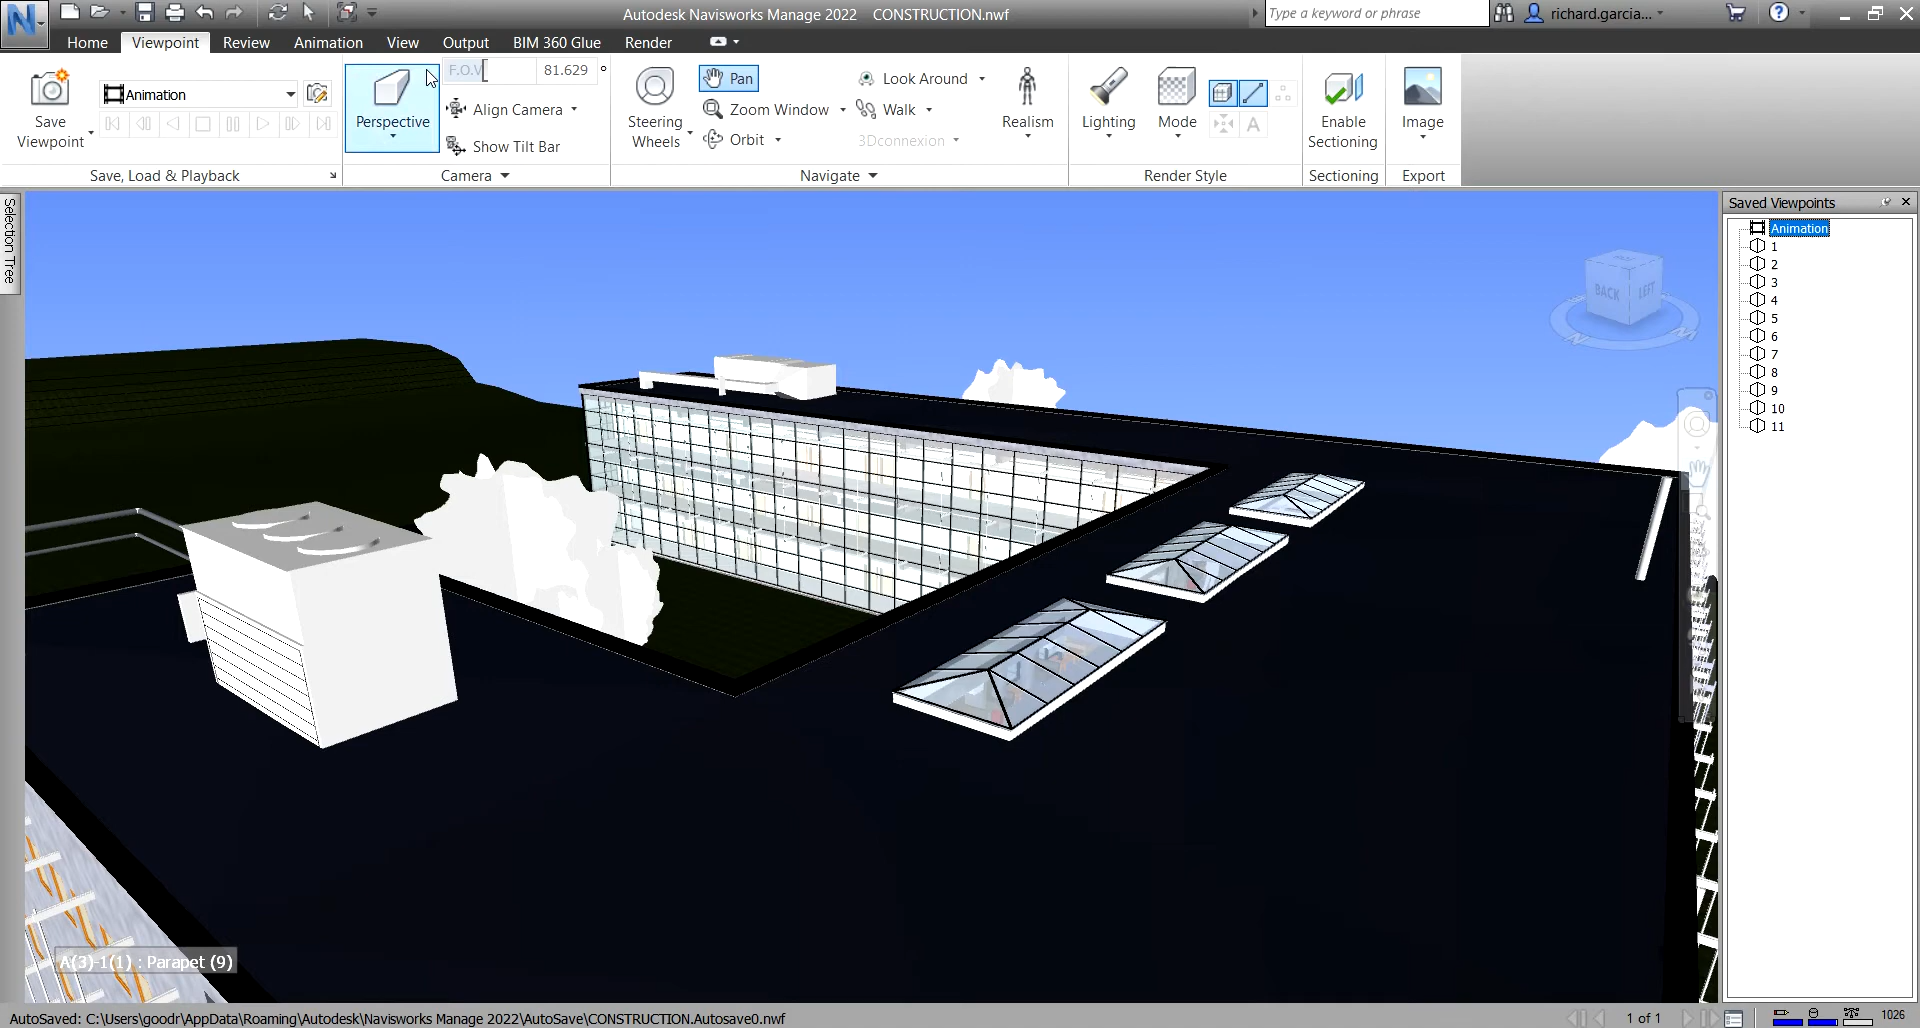 Autodesk Navisworks Manage 2022 CONSTRUCTION.nwf
Type a keyword or phrase
richard.garcia...
Home Viewpoint Review Animation View Output BIM 360 Glue Render
Save
Viewpoint
Animation
Save, Load & Playback
Perspective
F.O.V 81.629 °
Align Camera
Show Tilt Bar
Camera
Steering
Wheels
Pan
Zoom Window
Orbit
Look Around
Walk
3Dconnexion
Navigate
Realism
Lighting
Mode
Render Style
Enable
Sectioning
Sectioning
Image
Export
Selection Tree
BACK LEFT
Saved Viewpoints
Animation
1
2
3
4
5
6
7
8
9
10
11
A(3)-1(1) : Parapet (9)
AutoSaved: C:\Users\goodr\AppData\Roaming\Autodesk\Navisworks Manage 2022\AutoSave\CONSTRUCTION.Autosave0.nwf
1 of 1
1026